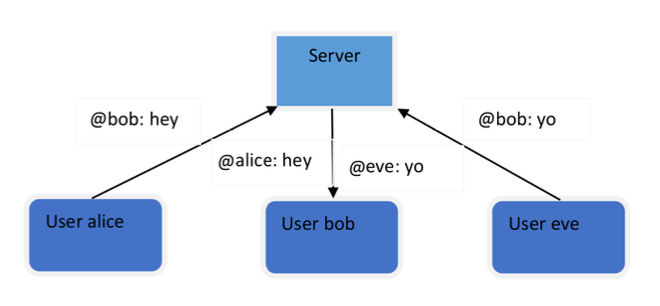 Server
@bob: hey
@bob: yo
@alice: hey
@eve: yo
User alice
User bob
User eve